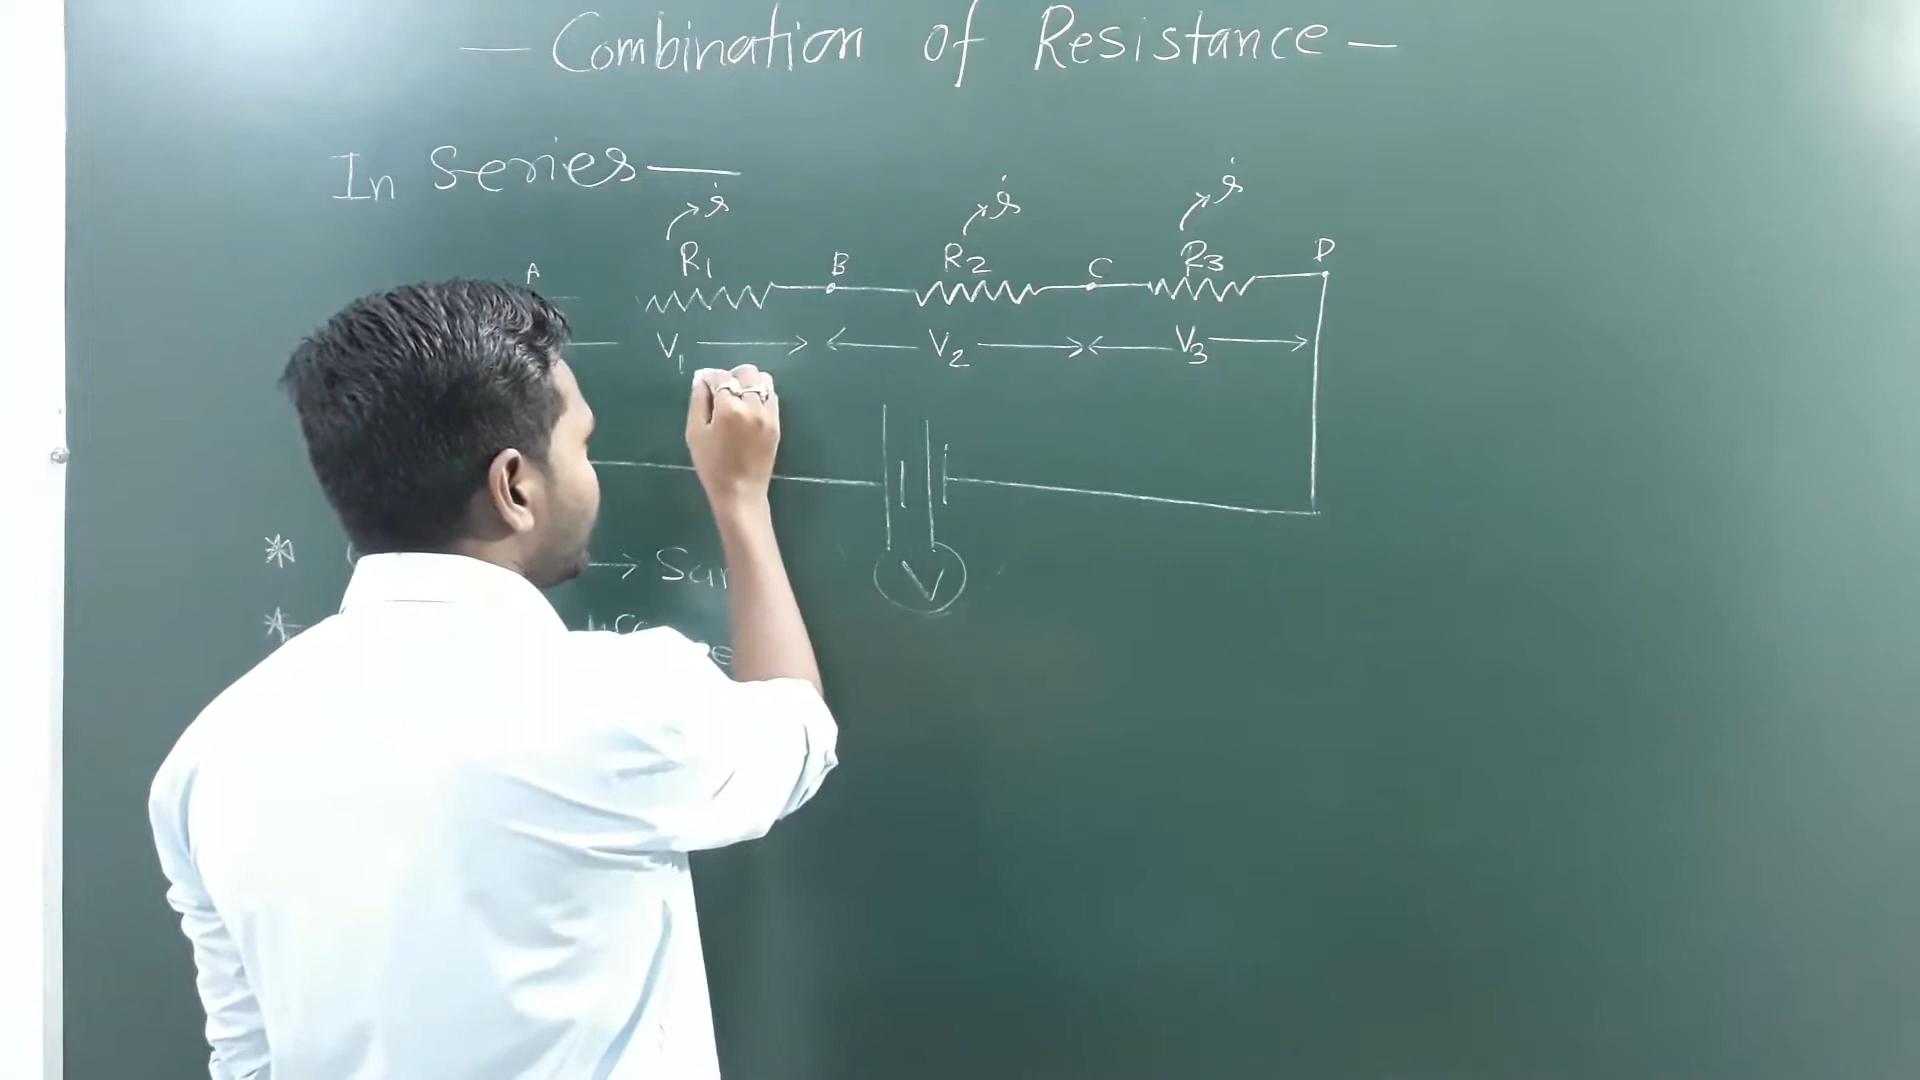 — Combination of Resistance —
In Series —
i i i
R1 R2 R3
A B C D
V1 V2 V3
V
* →
*